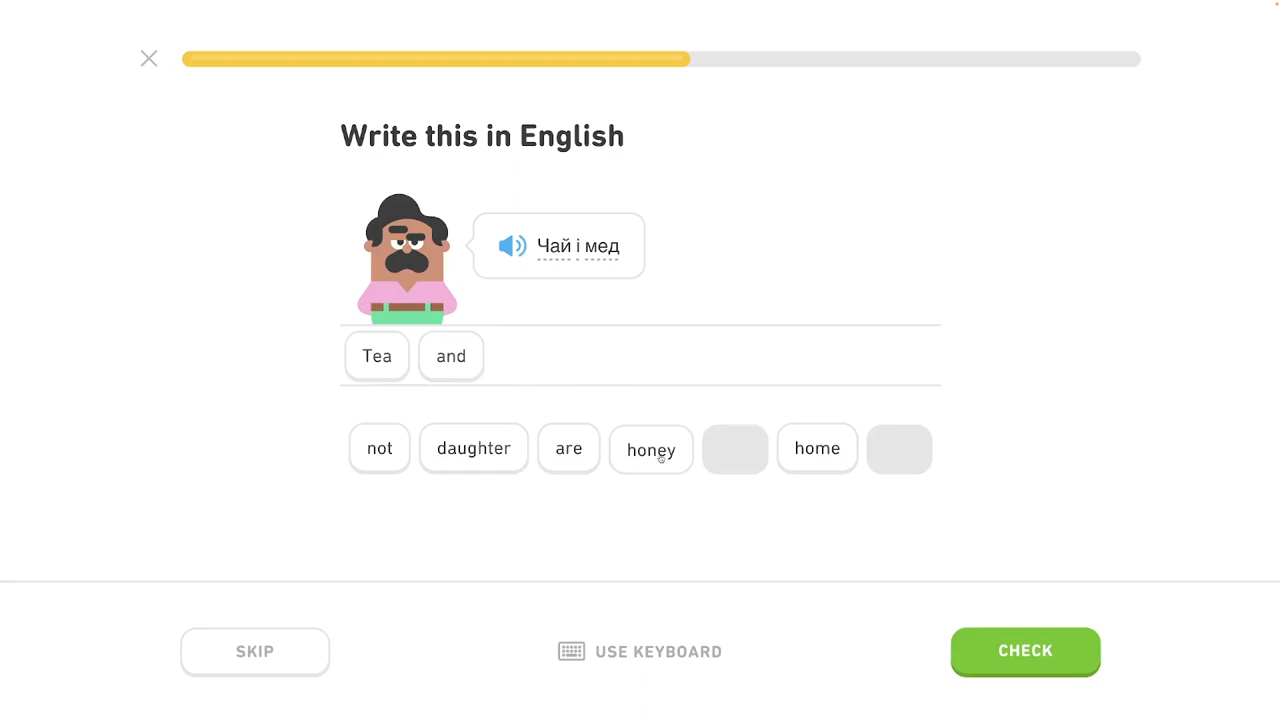 Write this in English
Чай і мед
Tea and
not daughter are honey home
SKIP USE KEYBOARD CHECK